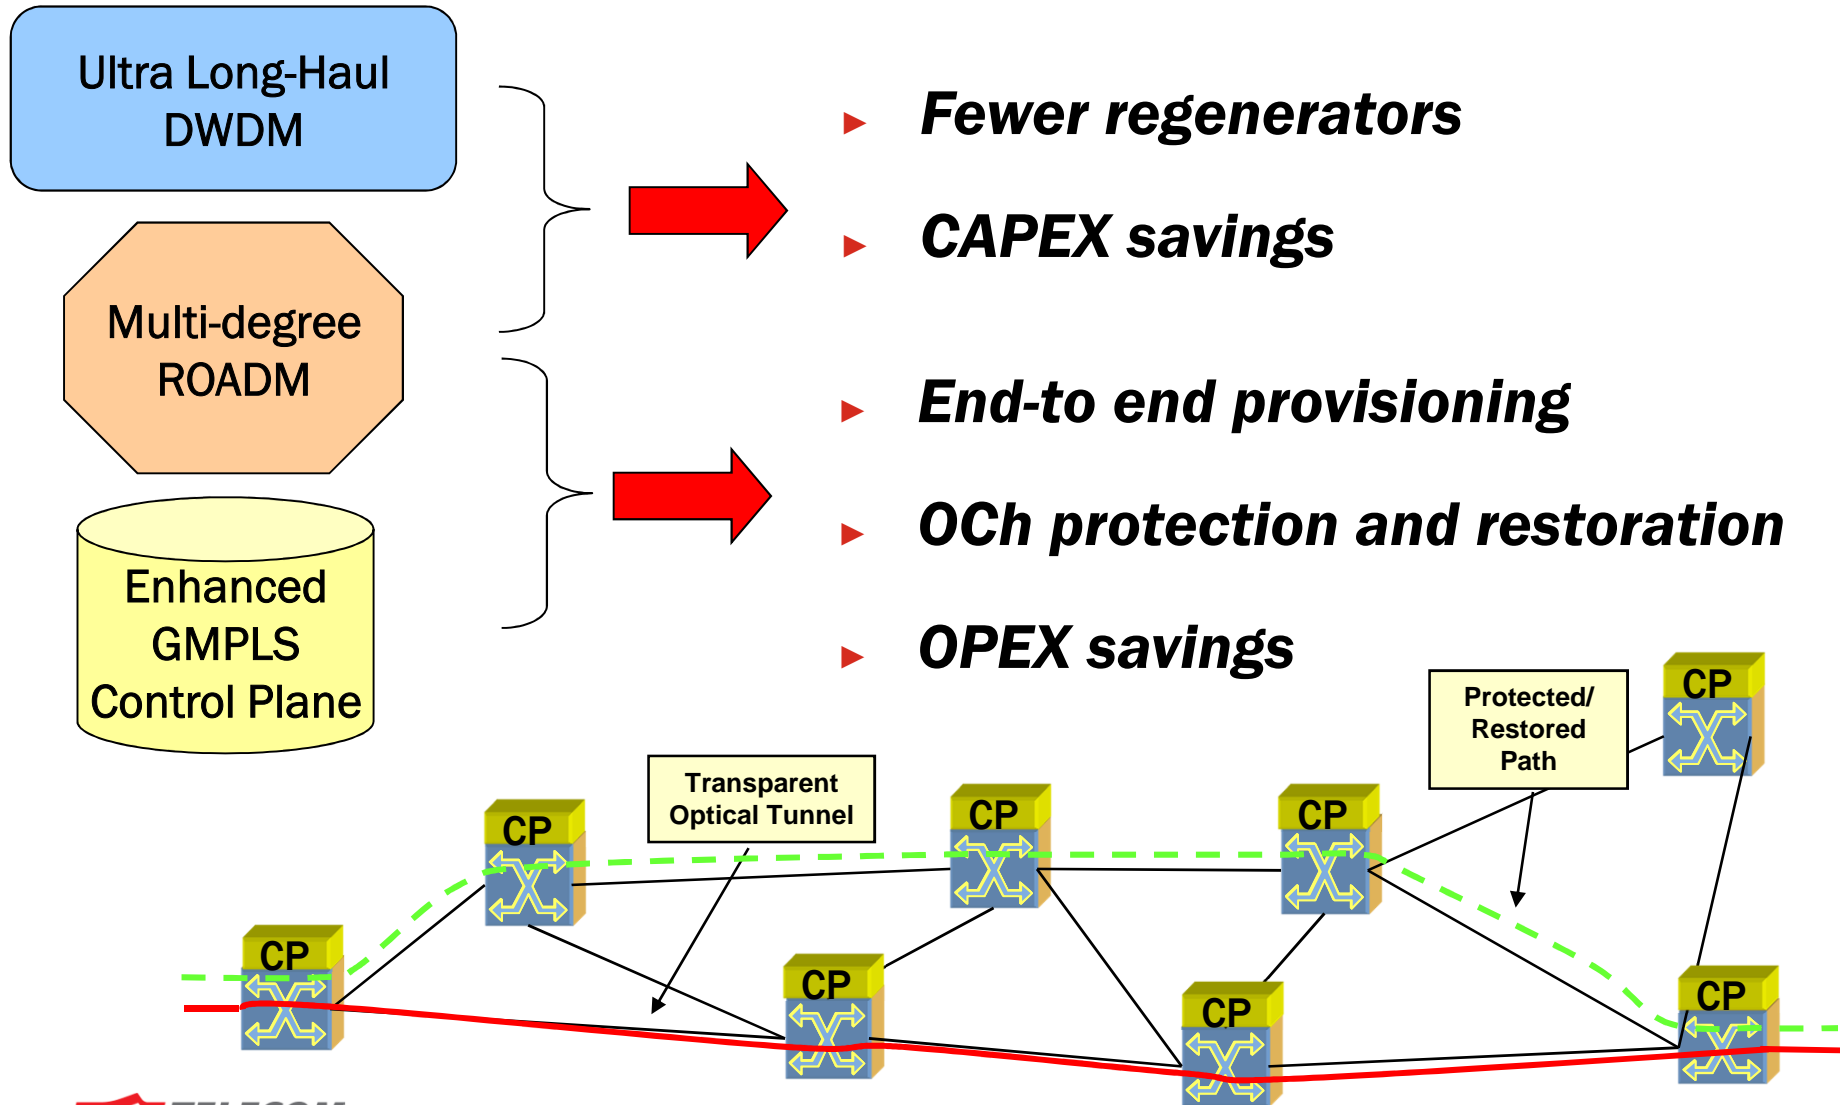 Ultra Long-Haul
DWDM
Multi-degree
ROADM
Enhanced
GMPLS
Control Plane
► Fewer regenerators
► CAPEX savings
► End-to end provisioning
► OCh protection and restoration
► OPEX savings
Protected/
Restored
Path
Transparent
Optical Tunnel
CP
CP
CP
CP
CP
CP
CP
CP
TELECOM